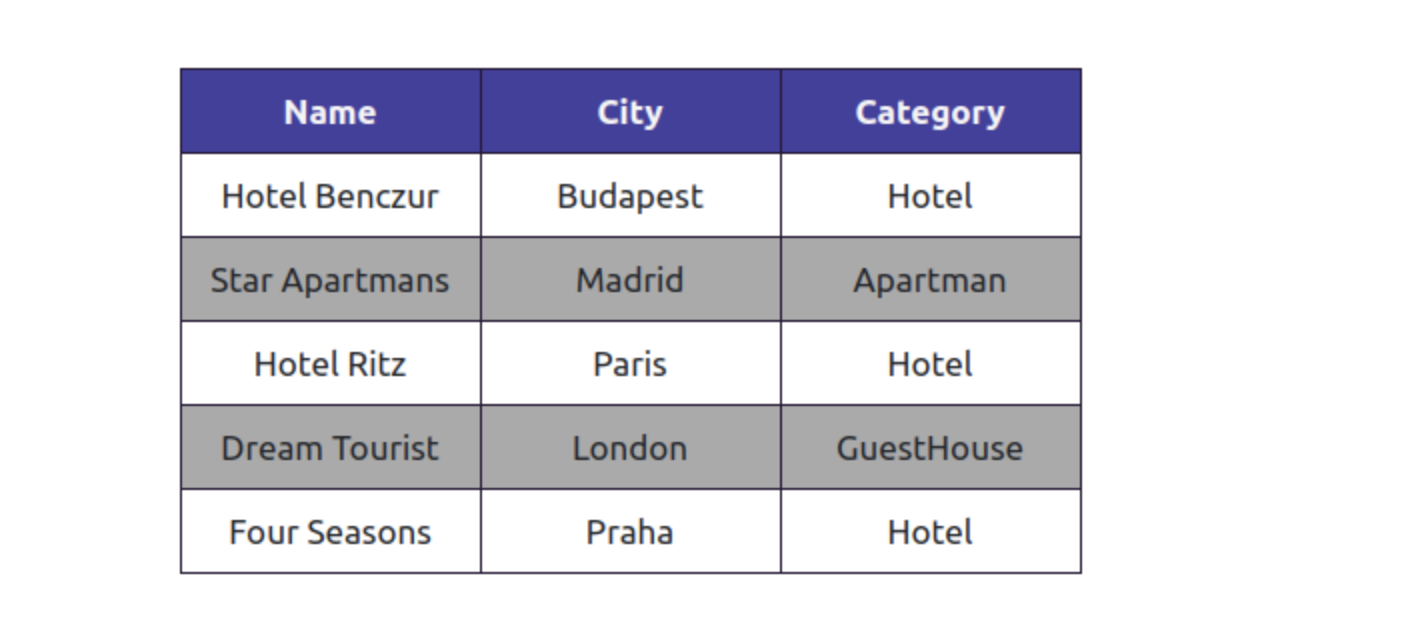 Name City Category
Hotel Benczur Budapest Hotel
Star Apartmans Madrid Apartman
Hotel Ritz Paris Hotel
Dream Tourist London GuestHouse
Four Seasons Praha Hotel